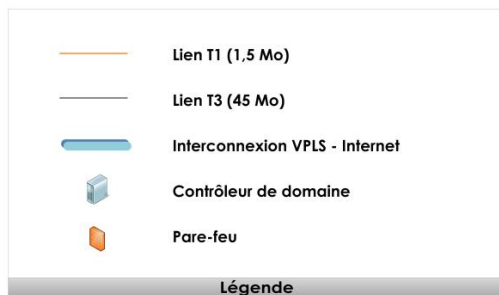 Lien T1 (1,5 Mo)
Lien T3 (45 Mo)
Interconnexion VPLS - Internet
Contrôleur de domaine
Pare-feu
Légende